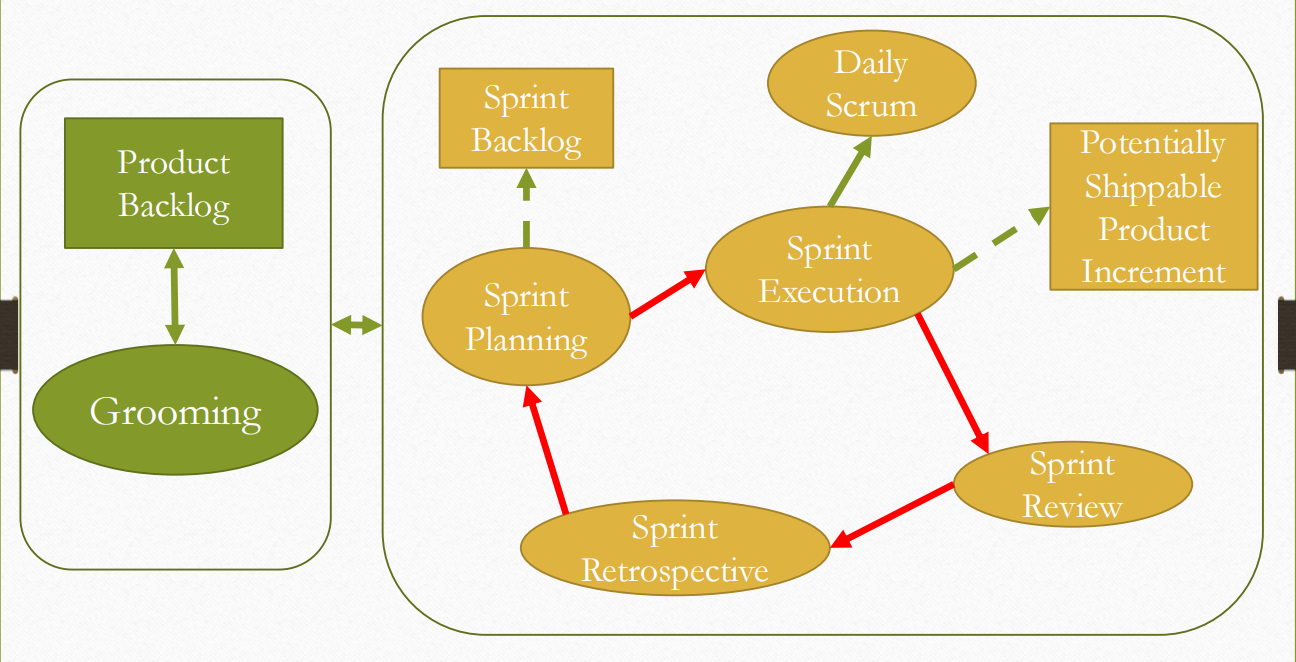 Product
Backlog
Grooming
Sprint
Backlog
Daily
Scrum
Potentially
Shippable
Product
Increment
Sprint
Planning
Sprint
Execution
Sprint
Review
Sprint
Retrospective